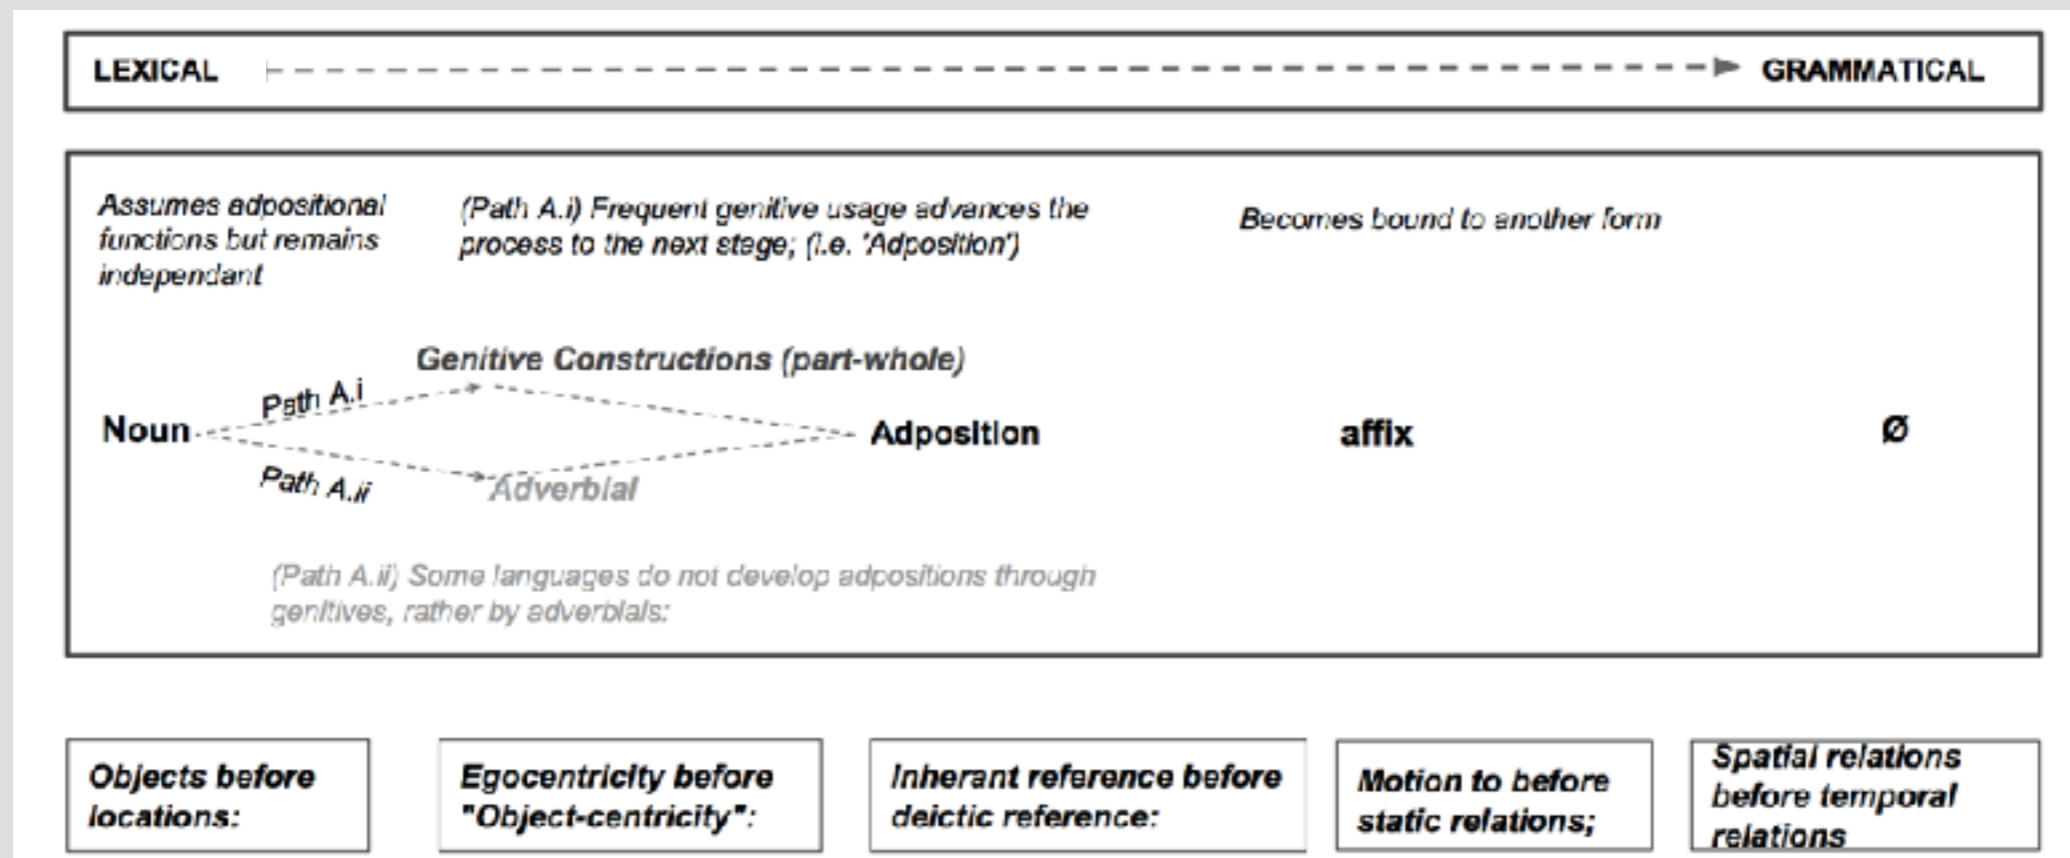 LEXICAL GRAMMATICAL
Assumes adpositional
functions but remains
independant
(Path A.i) Frequent genitive usage advances the
process to the next stage; (i.e. 'Adposition')
Becomes bound to another form
Genitive Constructions (part-whole)
Path A.i
Noun Adposition affix Ø
Path A.ii
Adverbial
(Path A.ii) Some languages do not develop adpositions through
genitives, rather by adverbials:
Objects before
locations:
Egocentricity before
"Object-centricity":
Inherant reference before
deictic reference:
Motion to before
static relations;
Spatial relations
before temporal
relations